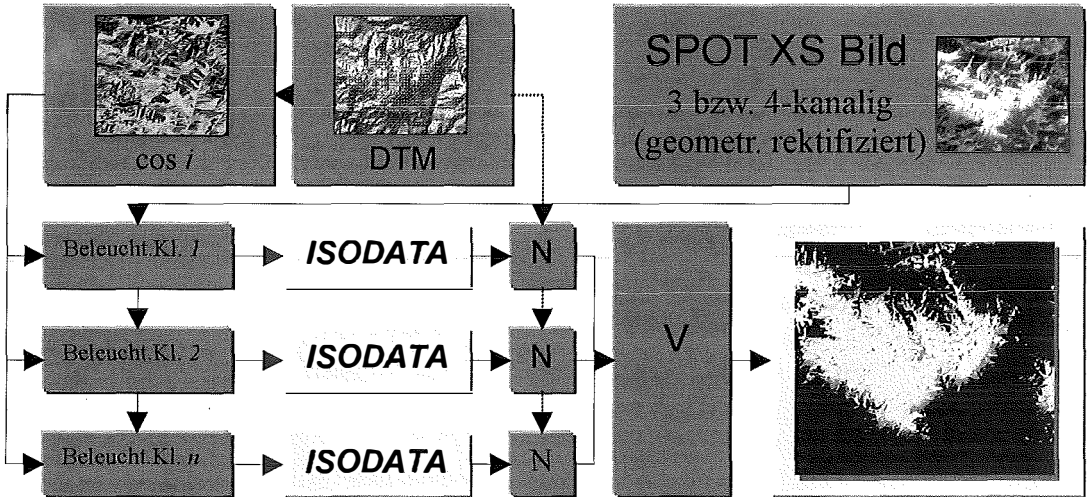 cos i
DTM
SPOT XS Bild
3 bzw. 4-kanalig
(geometr. rektifiziert)
Beleucht.Kl. 1
ISODATA
N
Beleucht.Kl. 2
ISODATA
N
V
Beleucht.Kl. n
ISODATA
N